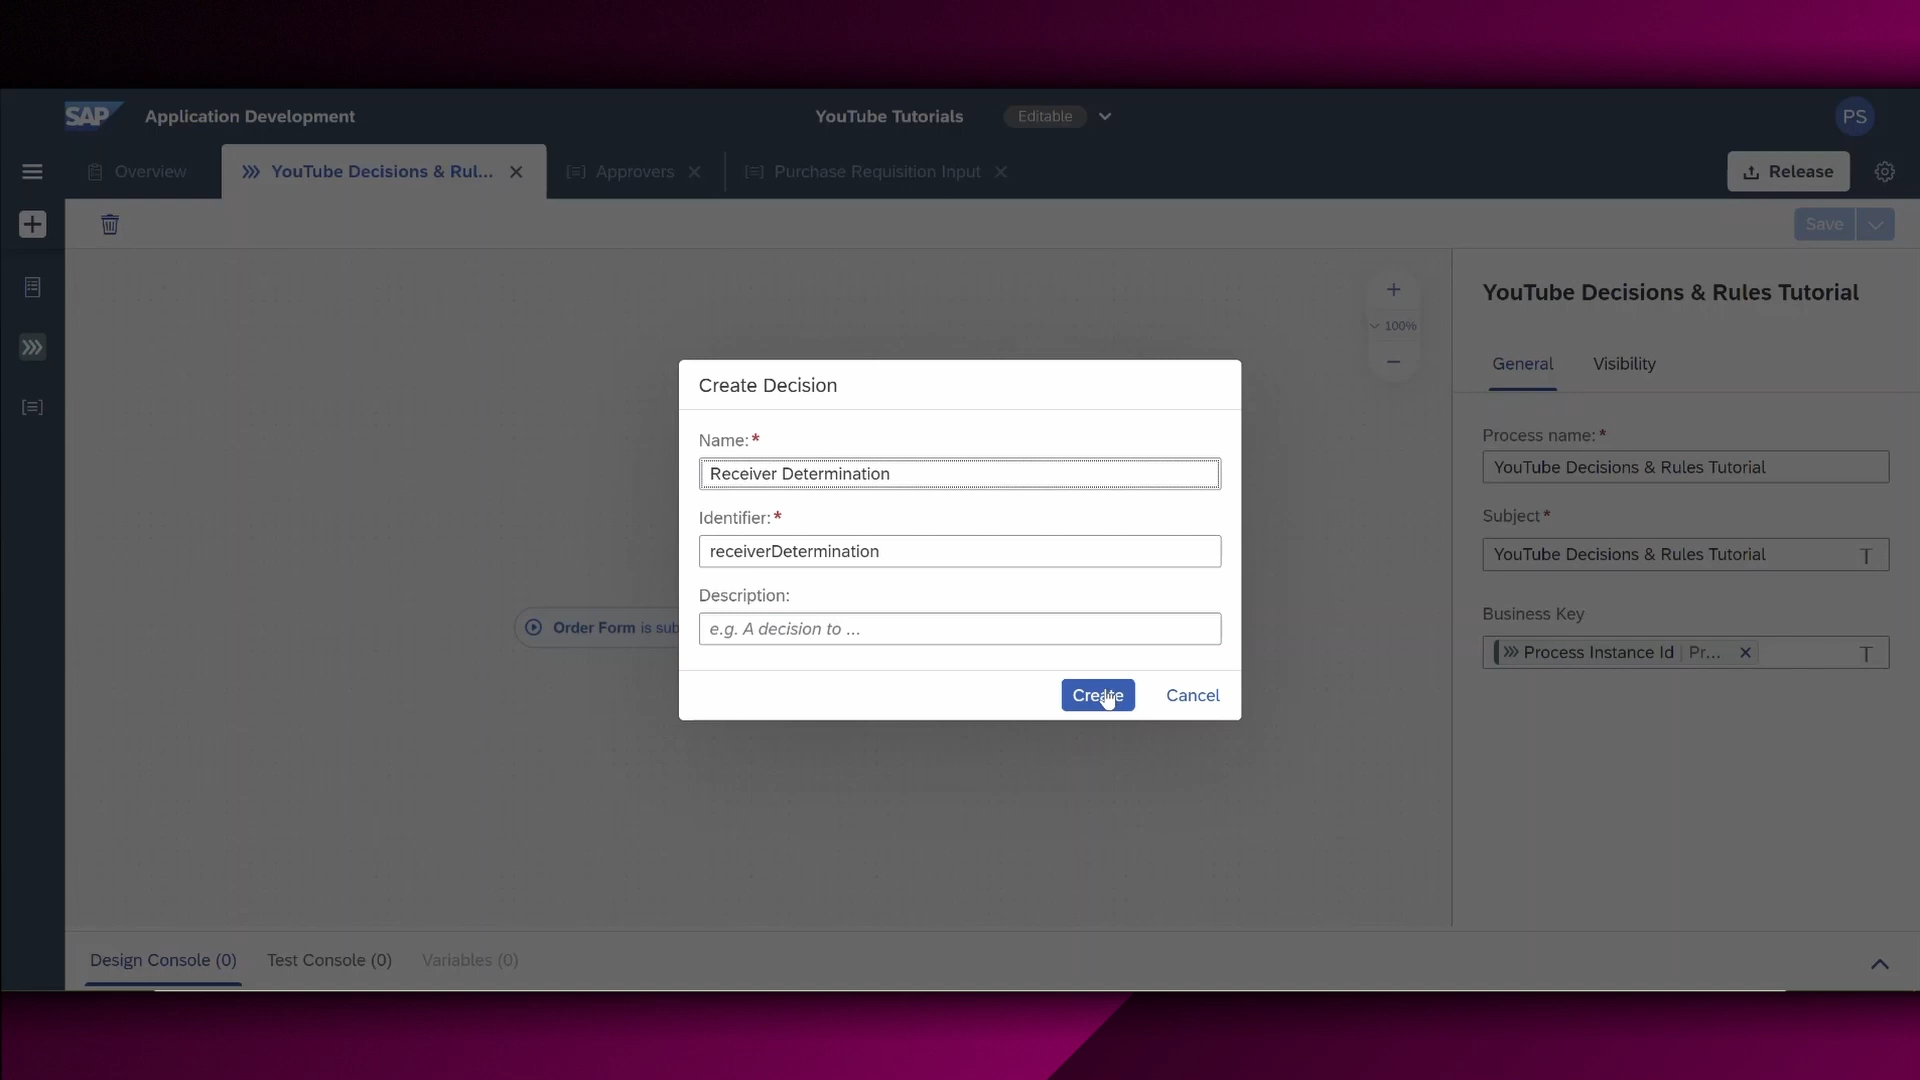 SAP Application Development YouTube Tutorials Editable PS
Overview YouTube Decisions & Rul... Approvers Purchase Requisition Input Release
Save
100%
Order Form is sub
YouTube Decisions & Rules Tutorial
General Visibility
Process name: *
YouTube Decisions & Rules Tutorial
Subject *
YouTube Decisions & Rules Tutorial
Business Key
Process Instance Id | Pr...
Create Decision
Name: *
Receiver Determination
Identifier: *
receiverDetermination
Description:
e.g. A decision to ...
Create Cancel
Design Console (0) Test Console (0) Variables (0)